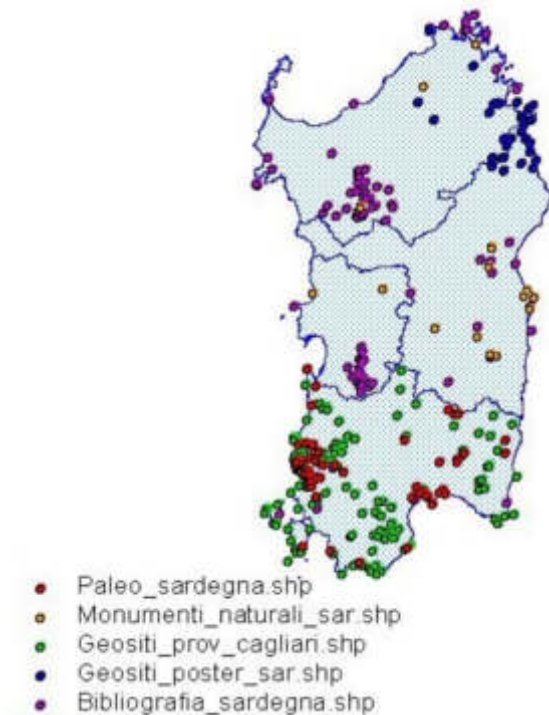 Paleo_sardegna.shp
Monumenti_naturali_sar.shp
Geositi_prov_cagliari.shp
Geositi_poster_sar.shp
Bibliografia_sardegna.shp